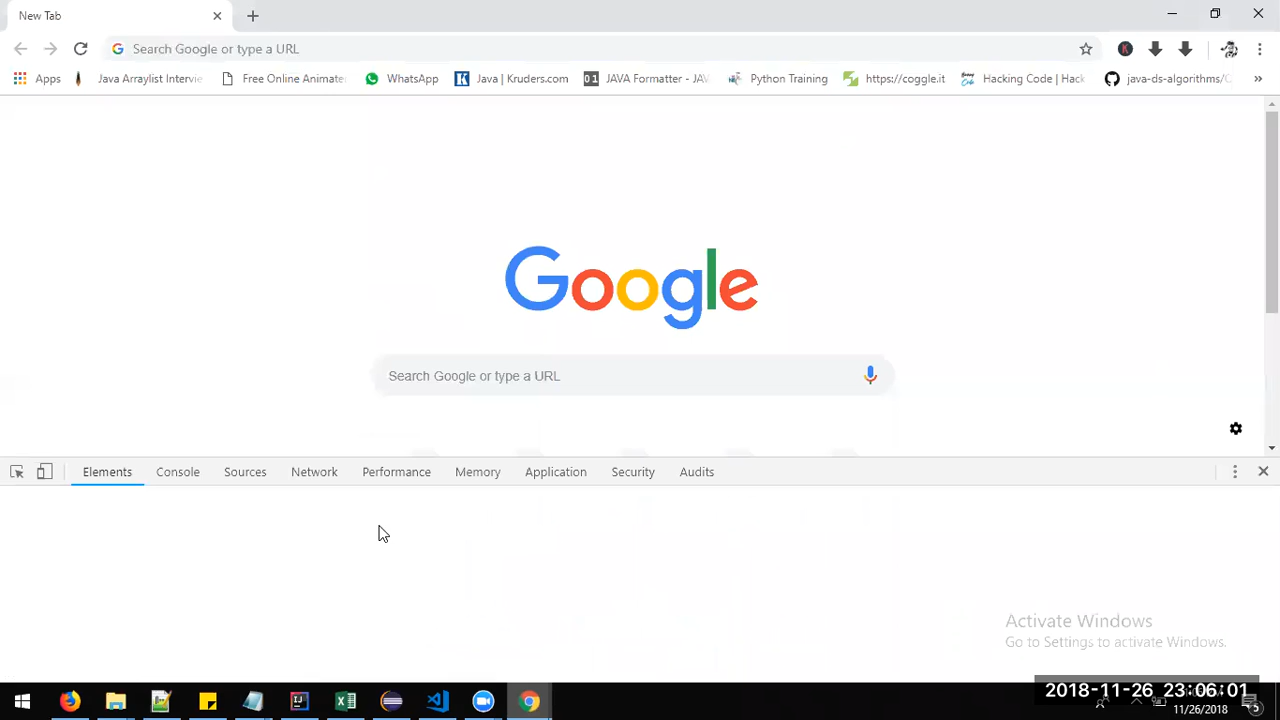 New Tab
Search Google or type a URL
Apps
Java Arraylist Intervie
Free Online Animate
WhatsApp
Java | Kruders.com
JAVA Formatter - JAV
Python Training
https://coggle.it
Hacking Code | Hack
java-ds-algorithms/C
Google
Search Google or type a URL
Elements
Console
Sources
Network
Performance
Memory
Application
Security
Audits
Activate Windows
Go to Settings to activate Windows.
2018-11-26 23:06:01
11/26/2018